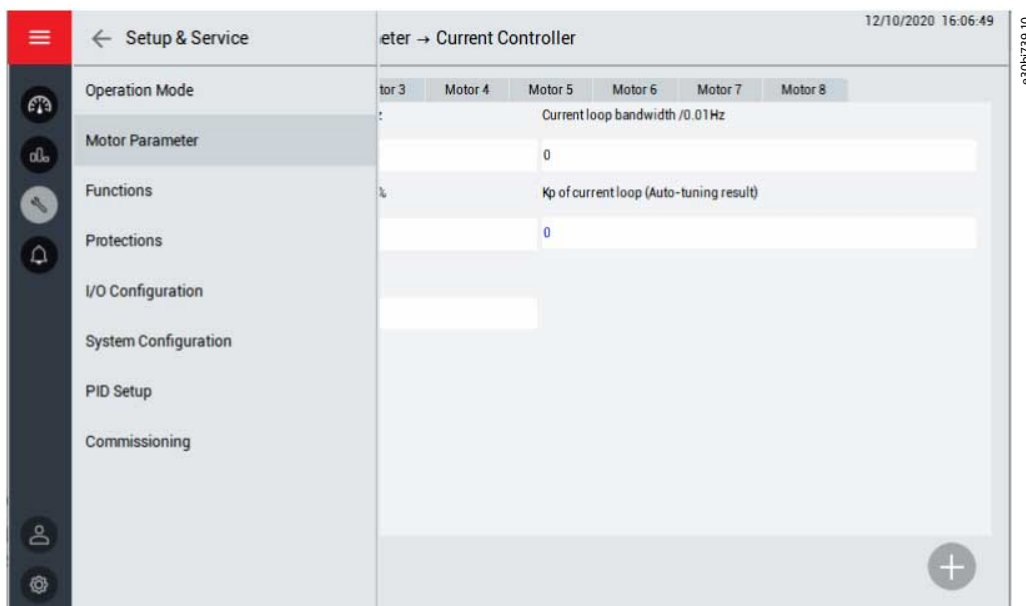 12/10/2020 16:06:49
Setup & Service
eter → Current Controller
Operation Mode
tor 3 Motor 4 Motor 5 Motor 6 Motor 7 Motor 8
Current loop bandwidth /0.01Hz
Motor Parameter
0
Functions
% Kp of current loop (Auto-tuning result)
0
Protections
I/O Configuration
System Configuration
PID Setup
Commissioning
e30bj739.10